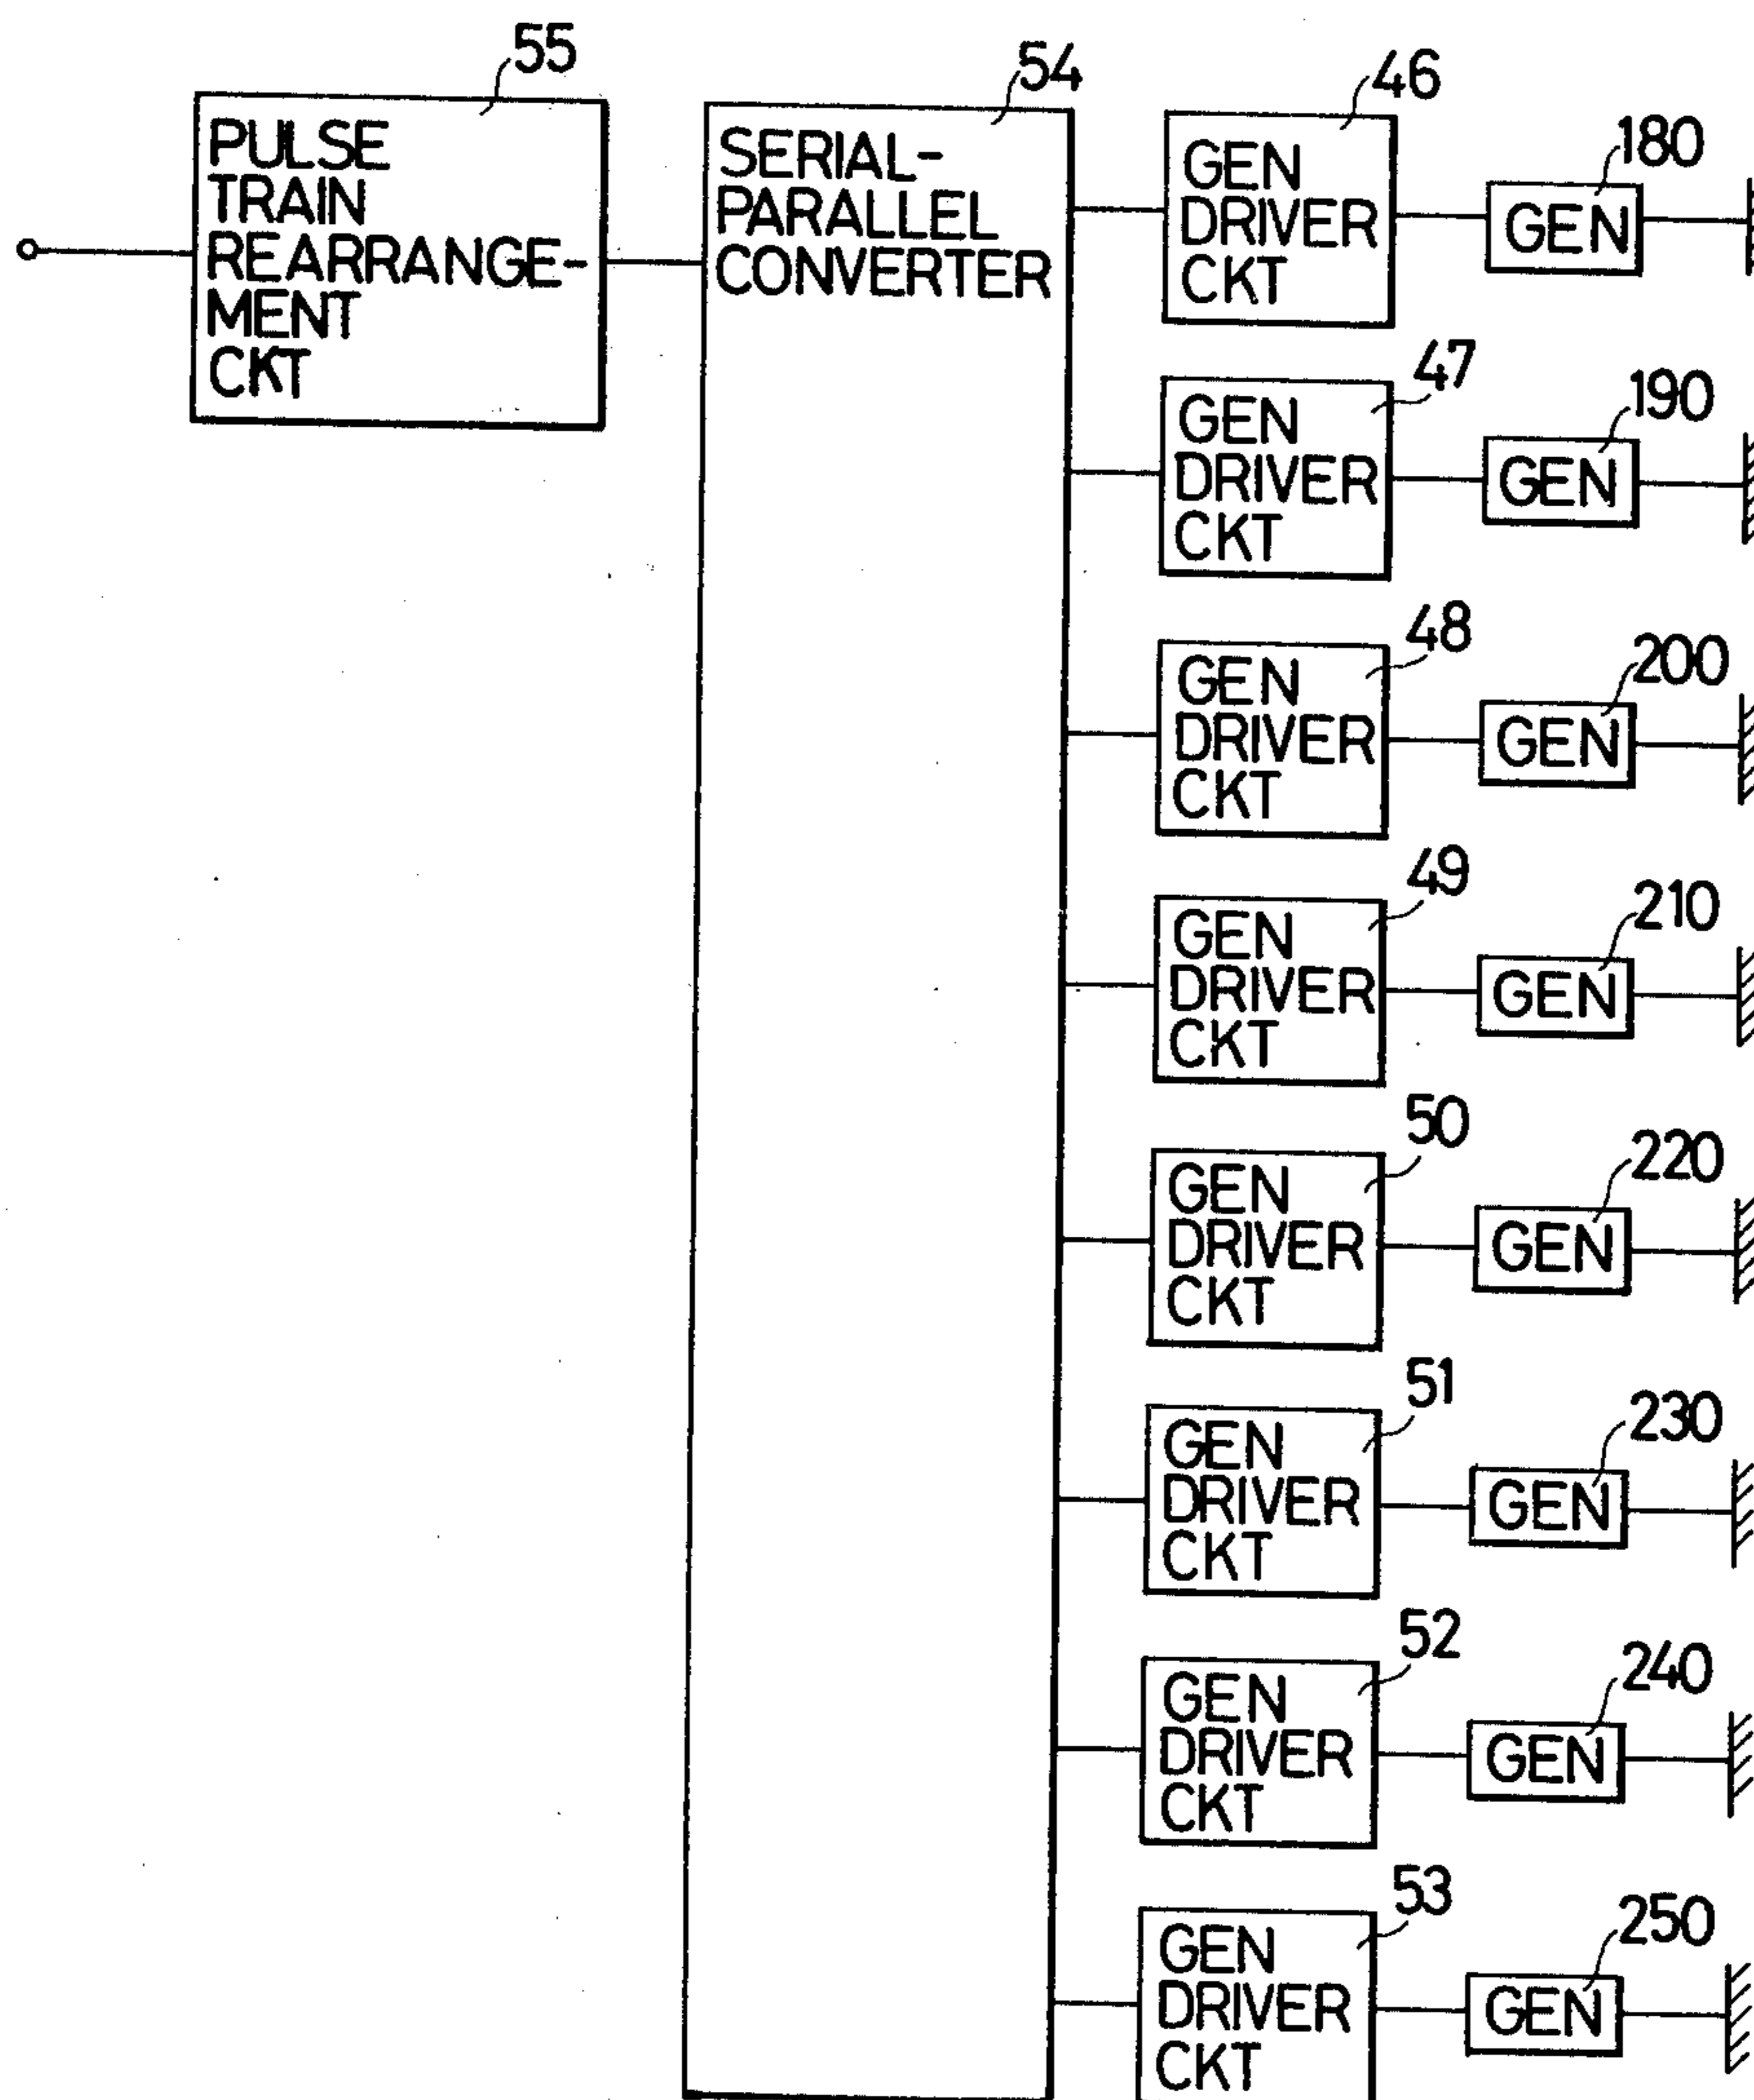 55
PULSE
TRAIN
REARRANGE-
MENT
CKT
54
SERIAL-
PARALLEL
CONVERTER
46
GEN
DRIVER
CKT
180
GEN
47
GEN
DRIVER
CKT
190
GEN
48
GEN
DRIVER
CKT
200
GEN
49
GEN
DRIVER
CKT
210
GEN
50
GEN
DRIVER
CKT
220
GEN
51
GEN
DRIVER
CKT
230
GEN
52
GEN
DRIVER
CKT
240
GEN
53
GEN
DRIVER
CKT
250
GEN